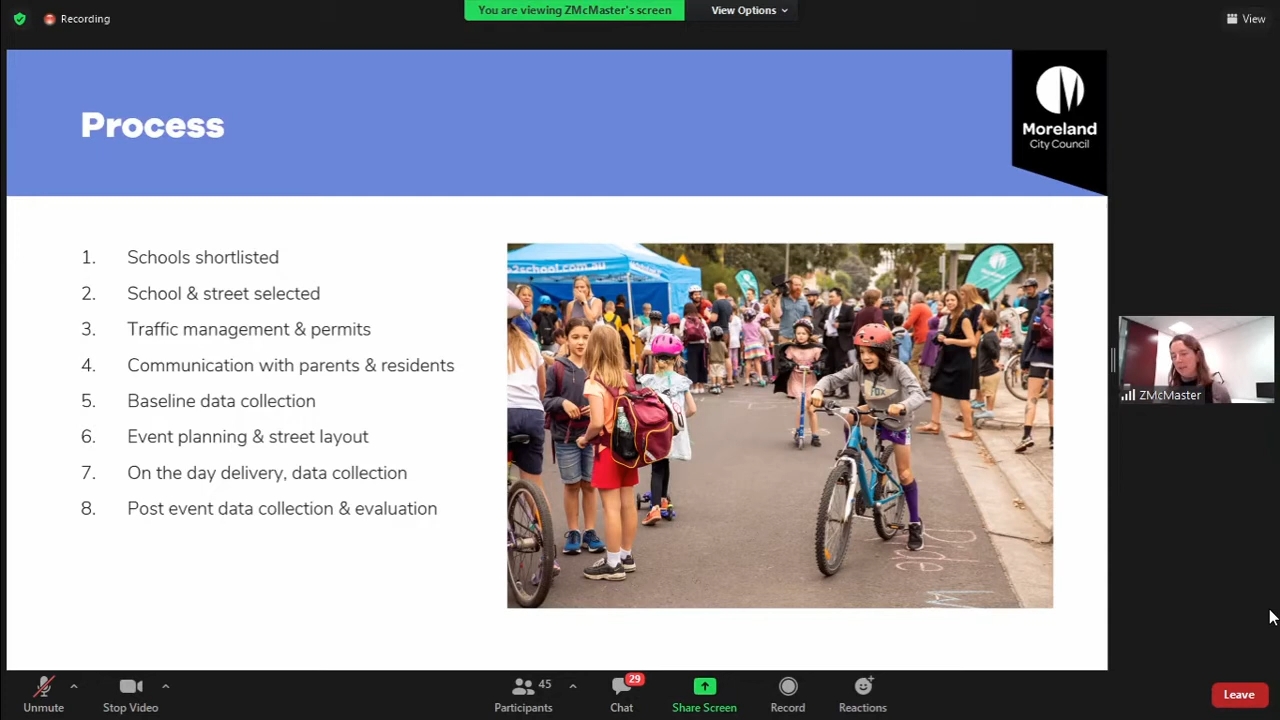 Recording
You are viewing ZMcMaster's screen
View Options
View
Process
Moreland
City Council
1. Schools shortlisted
2. School & street selected
3. Traffic management & permits
4. Communication with parents & residents
5. Baseline data collection
6. Event planning & street layout
7. On the day delivery, data collection
8. Post event data collection & evaluation
2school.com.au
ZMcMaster
Unmute
Stop Video
45
Participants
29
Chat
Share Screen
Record
Reactions
Leave